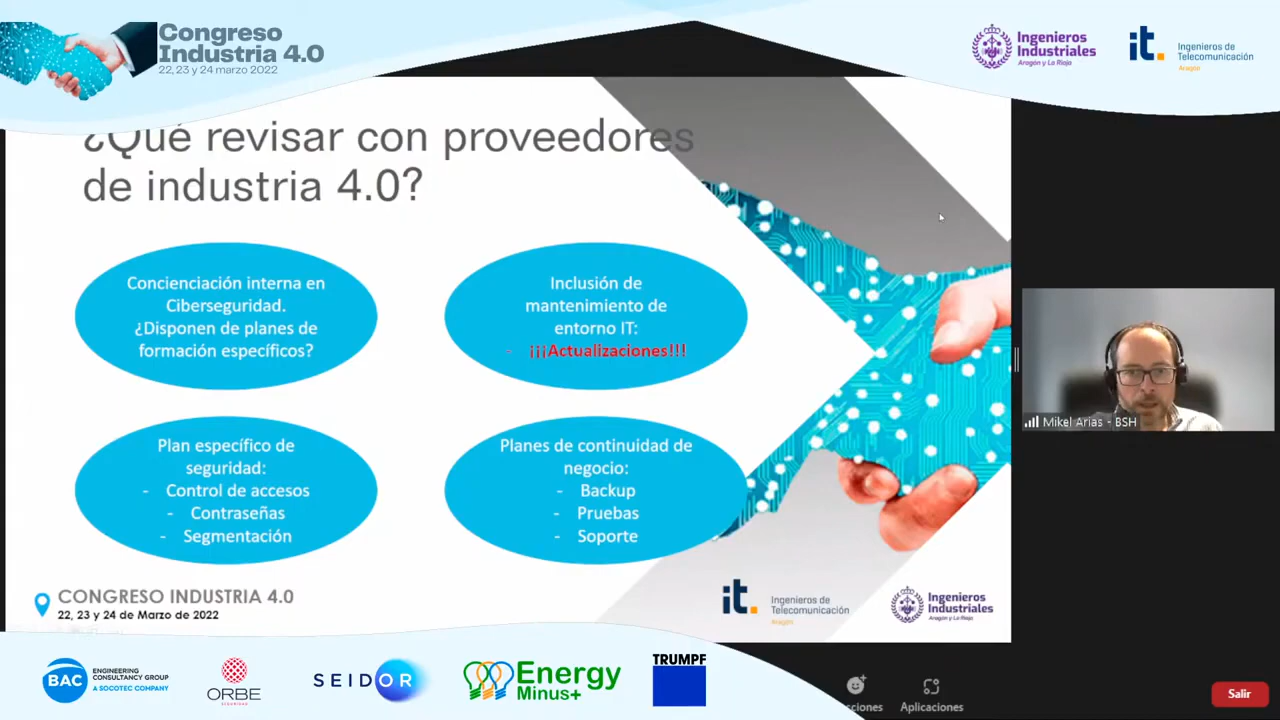 Congreso
Industria 4.0
22, 23 y 24 marzo 2022
Ingenieros
Industriales
Aragón y La Rioja
it.
Ingenieros de
Telecomunicación
Aragón
¿Qué revisar con proveedores
de industria 4.0?
Concienciación interna en
Ciberseguridad.
¿Disponen de planes de
formación específicos?
Inclusión de
mantenimiento de
entorno IT:
- ¡¡¡Actualizaciones!!!
Plan específico de
seguridad:
- Control de accesos
- Contraseñas
- Segmentación
Planes de continuidad de
negocio:
- Backup
- Pruebas
- Soporte
Mikel Arias - BSH
CONGRESO INDUSTRIA 4.0
22, 23 y 24 de Marzo de 2022
it.
Ingenieros de
Telecomunicación
Aragón
Ingenieros
Industriales
Aragón y La Rioja
BAC
ENGINEERING
CONSULTANCY GROUP
A SOCOTEC COMPANY
ORBE
SEGURIDAD
SEIDOR
Energy
Minus+
TRUMPF
cciones
Aplicaciones
Salir